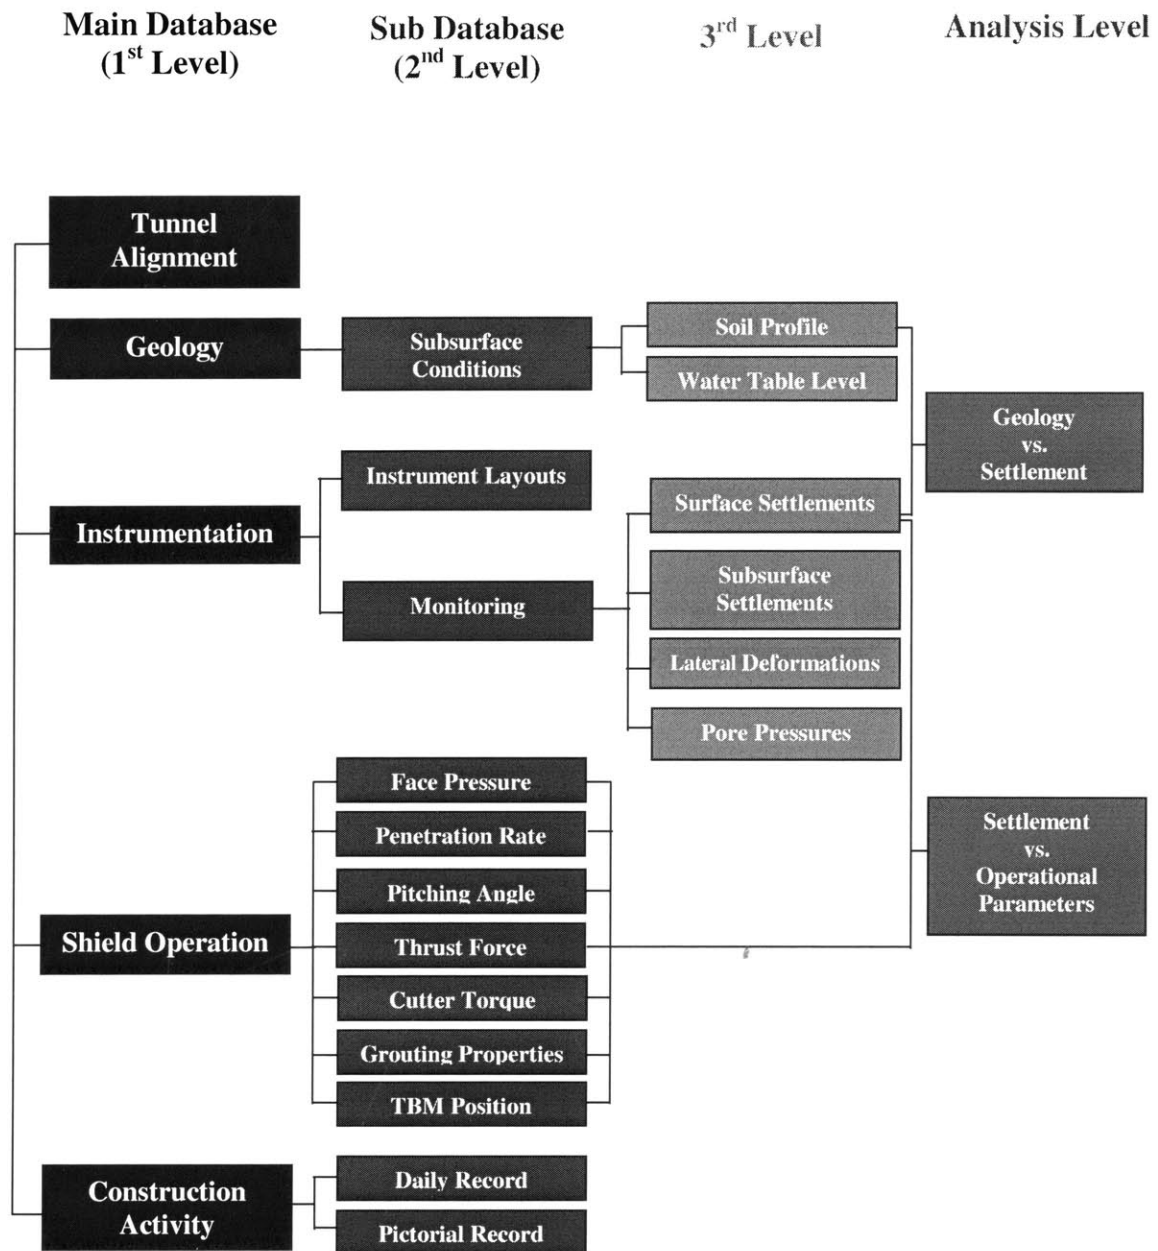 Main Database
(1st Level)
Sub Database
(2nd Level)
3rd Level
Analysis Level
Tunnel
Alignment
Geology
Subsurface
Conditions
Soil Profile
Water Table Level
Geology
vs.
Settlement
Instrumentation
Instrument Layouts
Monitoring
Surface Settlements
Subsurface
Settlements
Lateral Deformations
Pore Pressures
Shield Operation
Face Pressure
Penetration Rate
Pitching Angle
Thrust Force
Cutter Torque
Grouting Properties
TBM Position
Settlement
vs.
Operational
Parameters
Construction
Activity
Daily Record
Pictorial Record